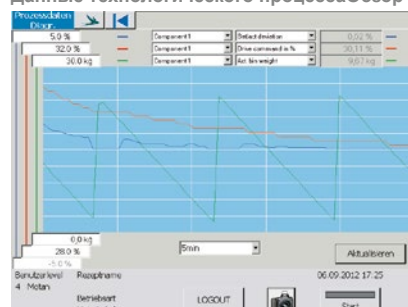 Данные технологического процесса
Prozessdaten
Diagr.
5.0 % Component1 Defect deviation 0,02 %
32.0 % Component1 Drive command in % 30,11 %
30.0 kg Component1 Act. bin weight 9,67 kg
0,0 kg
28.0 %
-5.0 %
5min
Aktualisieren
Benutzerlevel Rezeptname 06.09.2012 17:25
4 Motan
Betriebsart
LOGOUT
Start